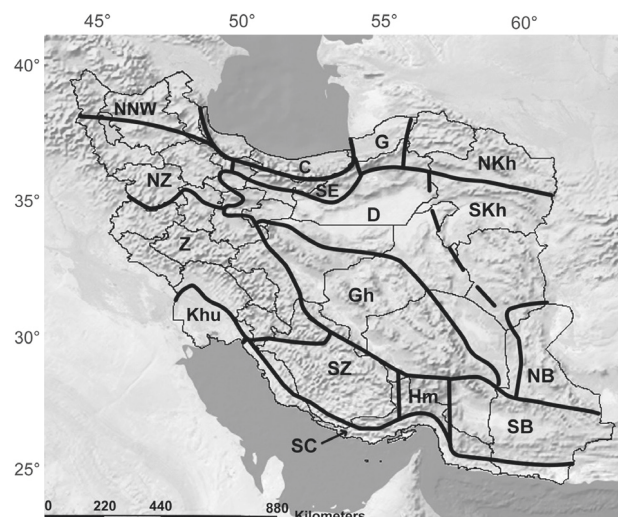 45° 50° 55° 60°
40°
NNW
G
C
NKh
NZ
SE
35°
D
SKh
Z
Gh
Khu
30°
SZ
NB
Hm
SB
SC
25°
0 220 440 880
Kilometers